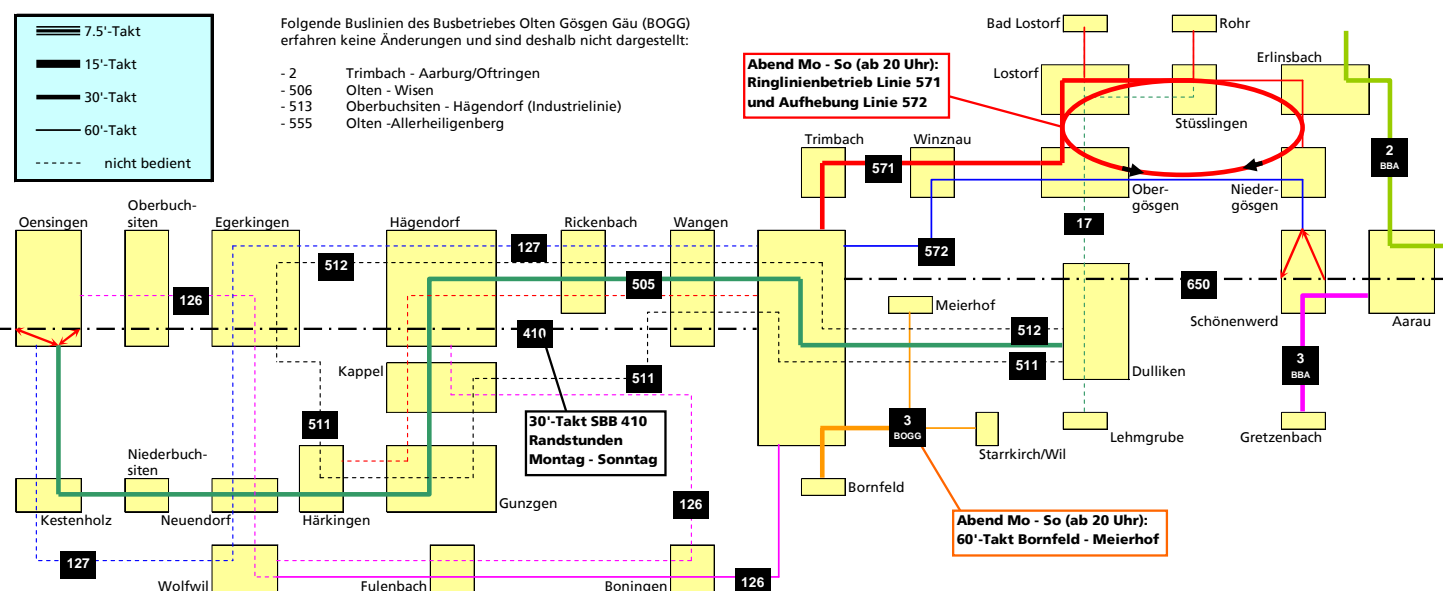 7.5'-Takt
15'-Takt
30'-Takt
60'-Takt
nicht bedient
Folgende Buslinien des Busbetriebes Olten Gösgen Gäu (BOGG)
erfahren keine Änderungen und sind deshalb nicht dargestellt:
- 2 Trimbach - Aarburg/Oftringen
- 506 Olten - Wisen
- 513 Oberbuchsiten - Hägendorf (Industrielinie)
- 555 Olten -Allerheiligenberg
Abend Mo - So (ab 20 Uhr):
Ringlinienbetrieb Linie 571
und Aufhebung Linie 572
Bad Lostorf
Rohr
Lostorf
Erlinsbach
Stüsslingen
Trimbach
Winznau
571
2
BBA
Ober-
gösgen
Nieder-
gösgen
17
572
Oensingen
Oberbuch-
siten
Egerkingen
Hägendorf
Rickenbach
Wangen
127
512
505
126
650
Meierhof
Schönenwerd
Aarau
410
512
511
Dulliken
Kappel
511
3
BBA
30'-Takt SBB 410
Randstunden
Montag - Sonntag
511
3
BOGG
Lehmgrube
Gretzenbach
Starrkirch/Wil
Niederbuch-
siten
Bornfeld
Kestenholz
Neuendorf
Härkingen
Gunzgen
126
Abend Mo - So (ab 20 Uhr):
60'-Takt Bornfeld - Meierhof
127
Wolfwil
Fulenbach
Boningen
126